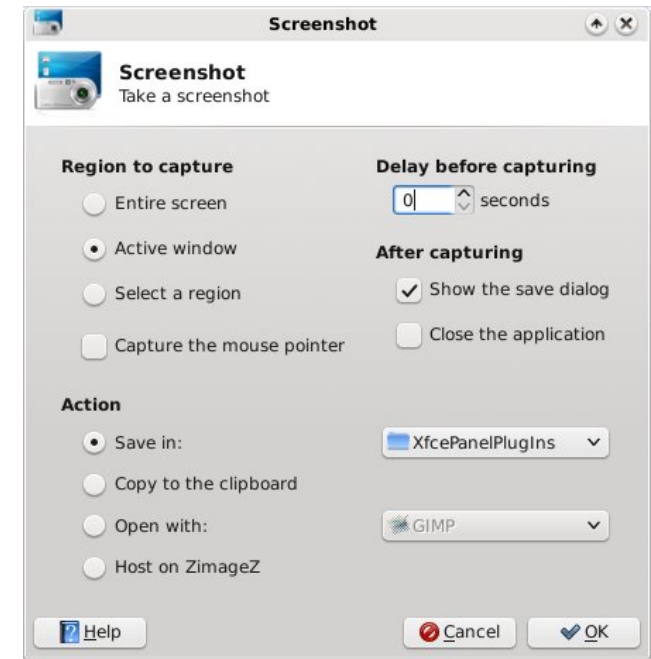 Screenshot
Screenshot
Take a screenshot
Region to capture
Entire screen
Active window
Select a region
Capture the mouse pointer
Delay before capturing
0 seconds
After capturing
Show the save dialog
Close the application
Action
Save in: XfcePanelPlugIns
Copy to the clipboard
Open with: GIMP
Host on ZimageZ
Help Cancel OK